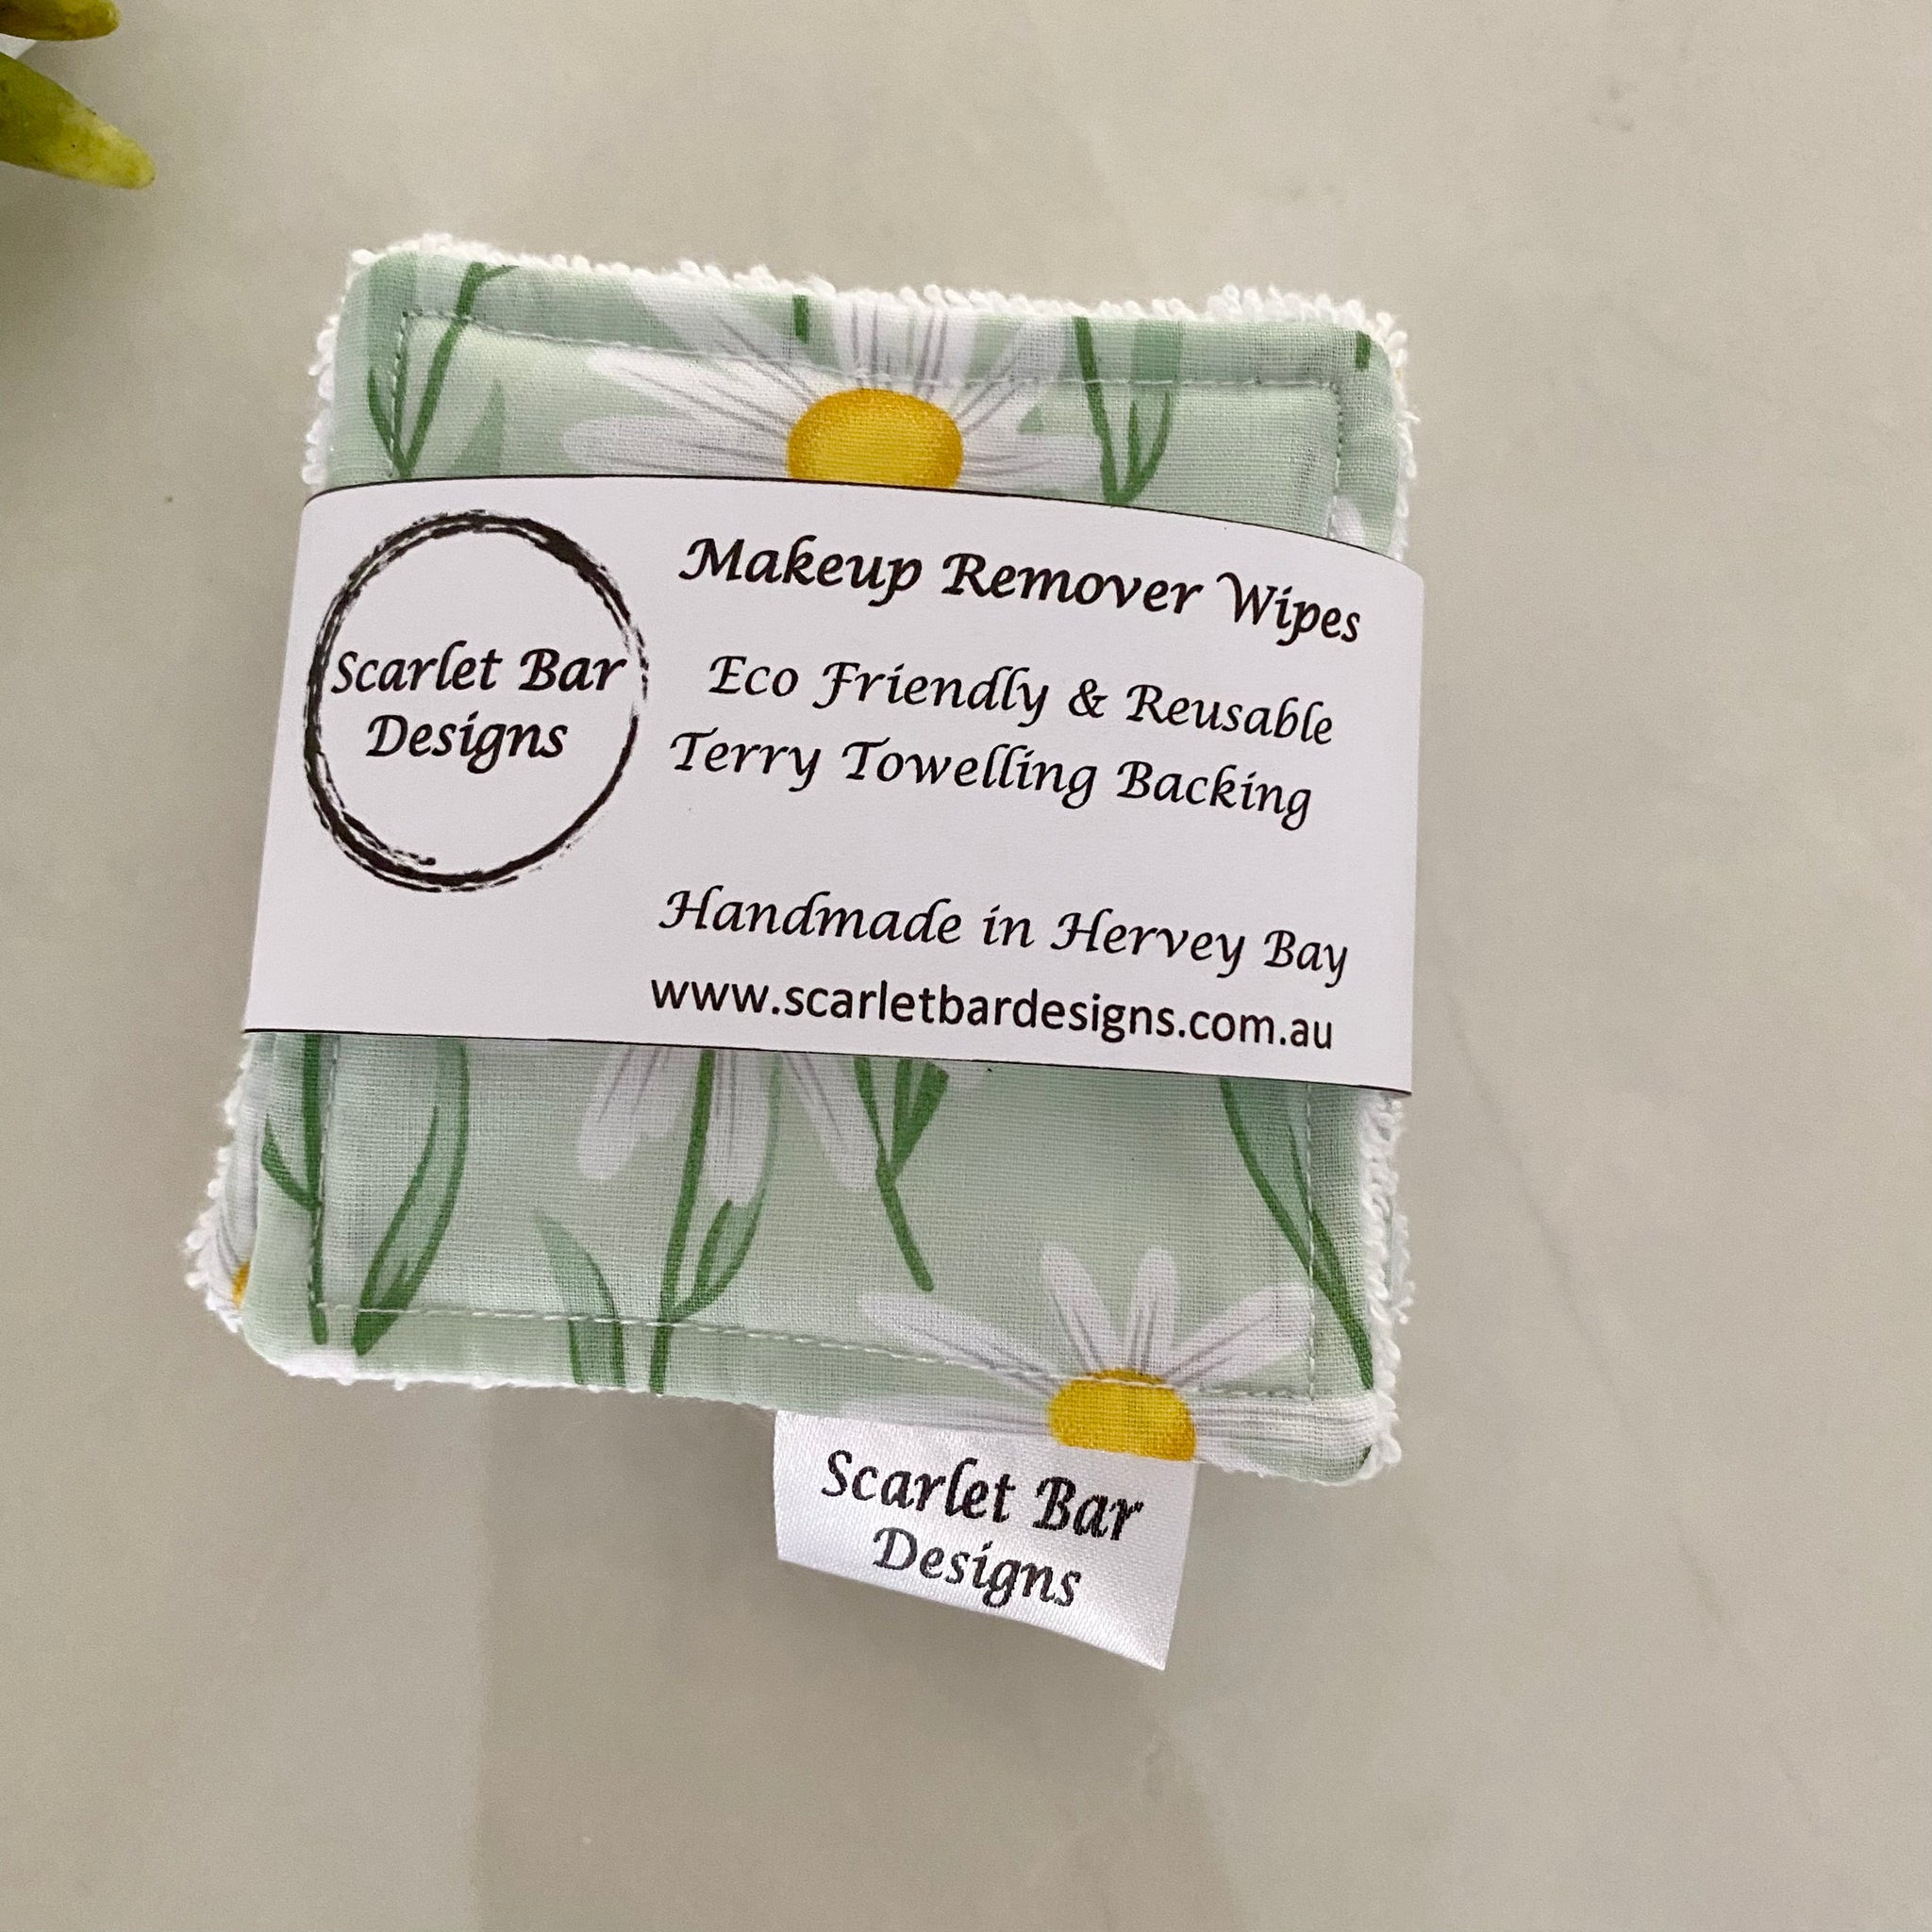 Scarlet Bar
Designs
Makeup Remover Wipes
Eco Friendly & Reusable
Terry Towelling Backing
Handmade in Hervey Bay
www.scarletbardesigns.com.au
Scarlet Bar
Designs